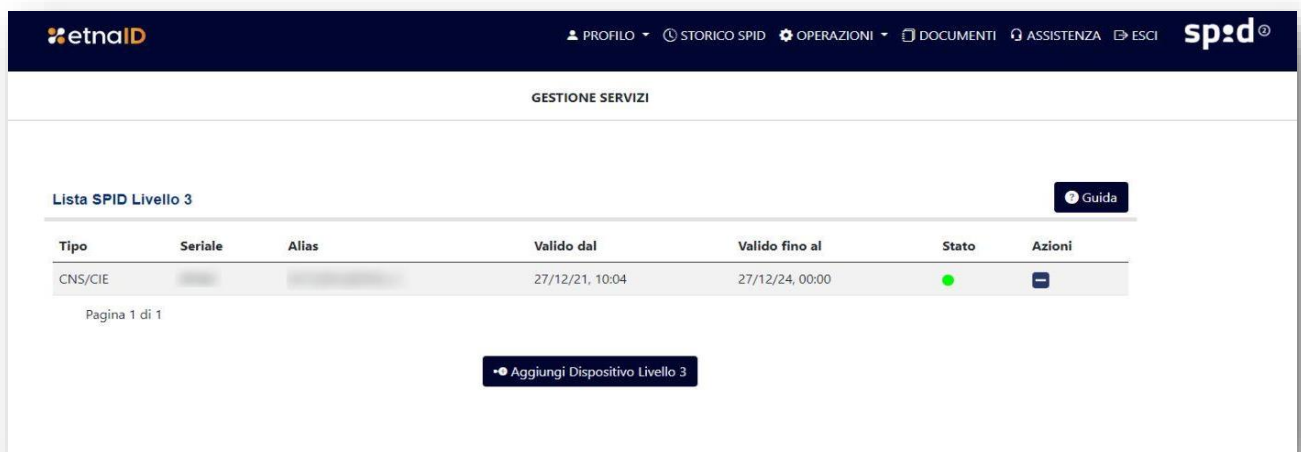 etnaID PROFILO STORICO SPID OPERAZIONI DOCUMENTI ASSISTENZA ESCI spid 2
GESTIONE SERVIZI
Lista SPID Livello 3 Guida
Tipo Seriale Alias Valido dal Valido fino al Stato Azioni
CNS/CIE 27/12/21, 10:04 27/12/24, 00:00
Pagina 1 di 1
Aggiungi Dispositivo Livello 3